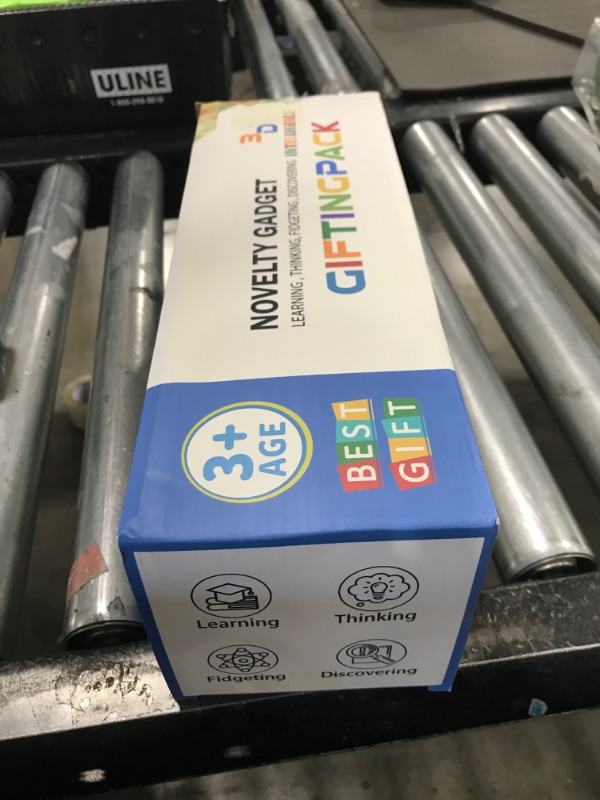 ULINE
3D
NOVELTY GADGET
LEARNING, THINKING, FIDGETING, DISCOVERING
GIFTINGPACK
3+
AGE
BEST
GIFT
Learning
Thinking
Fidgeting
Discovering